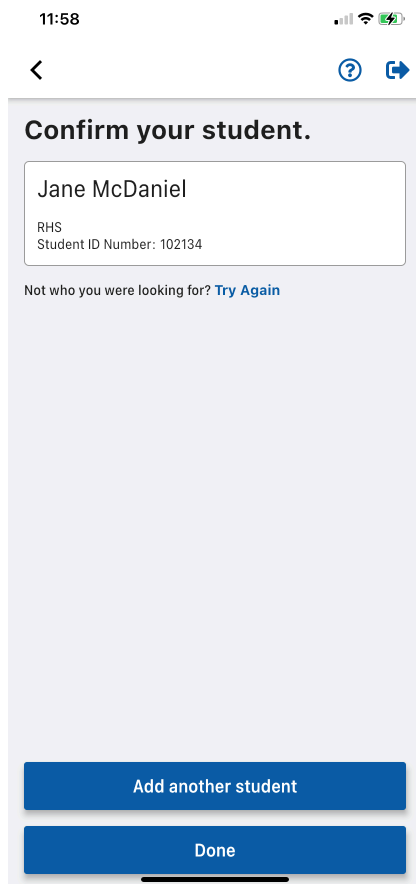 11:58
Confirm your student.
Jane McDaniel
RHS
Student ID Number: 102134
Not who you were looking for? Try Again
Add another student
Done